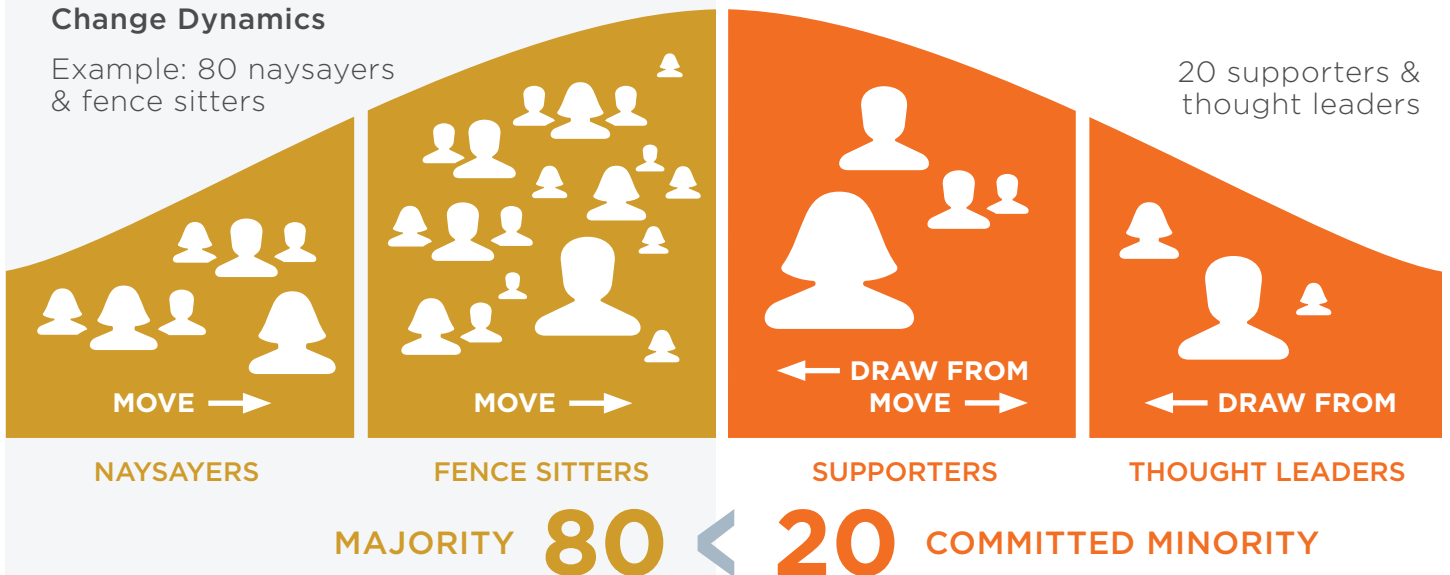 Change Dynamics
Example: 80 naysayers
& fence sitters
20 supporters &
thought leaders
MOVE →
MOVE →
← DRAW FROM
MOVE →
← DRAW FROM
NAYSAYERS
FENCE SITTERS
SUPPORTERS
THOUGHT LEADERS
MAJORITY 80 < 20 COMMITTED MINORITY